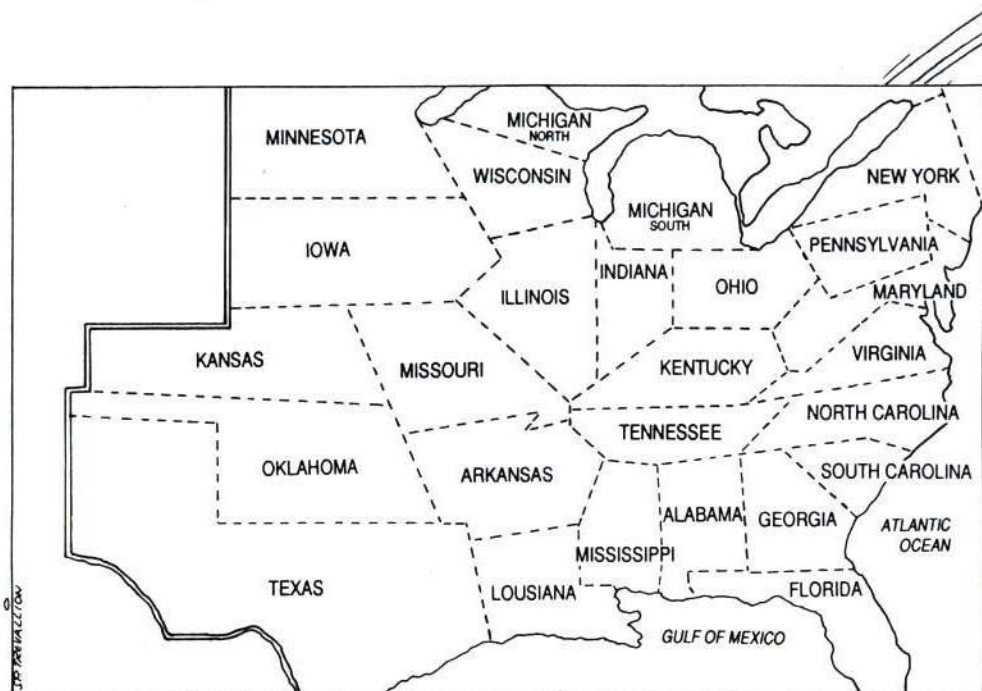 MINNESOTA
MICHIGAN
NORTH
WISCONSIN
NEW YORK
MICHIGAN
SOUTH
IOWA
PENNSYLVANIA
INDIANA
ILLINOIS
OHIO
MARYLAND
KANSAS
MISSOURI
KENTUCKY
VIRGINIA
NORTH CAROLINA
TENNESSEE
OKLAHOMA
ARKANSAS
SOUTH CAROLINA
ALABAMA
GEORGIA
ATLANTIC
OCEAN
MISSISSIPPI
TEXAS
LOUSIANA
FLORIDA
GULF OF MEXICO